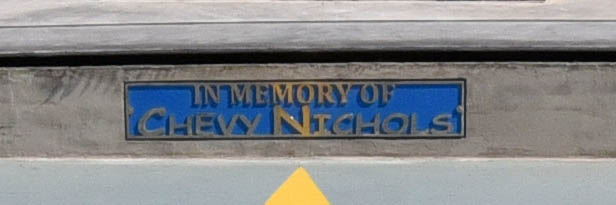 IN MEMORY OF
CHEVY NICHOLS